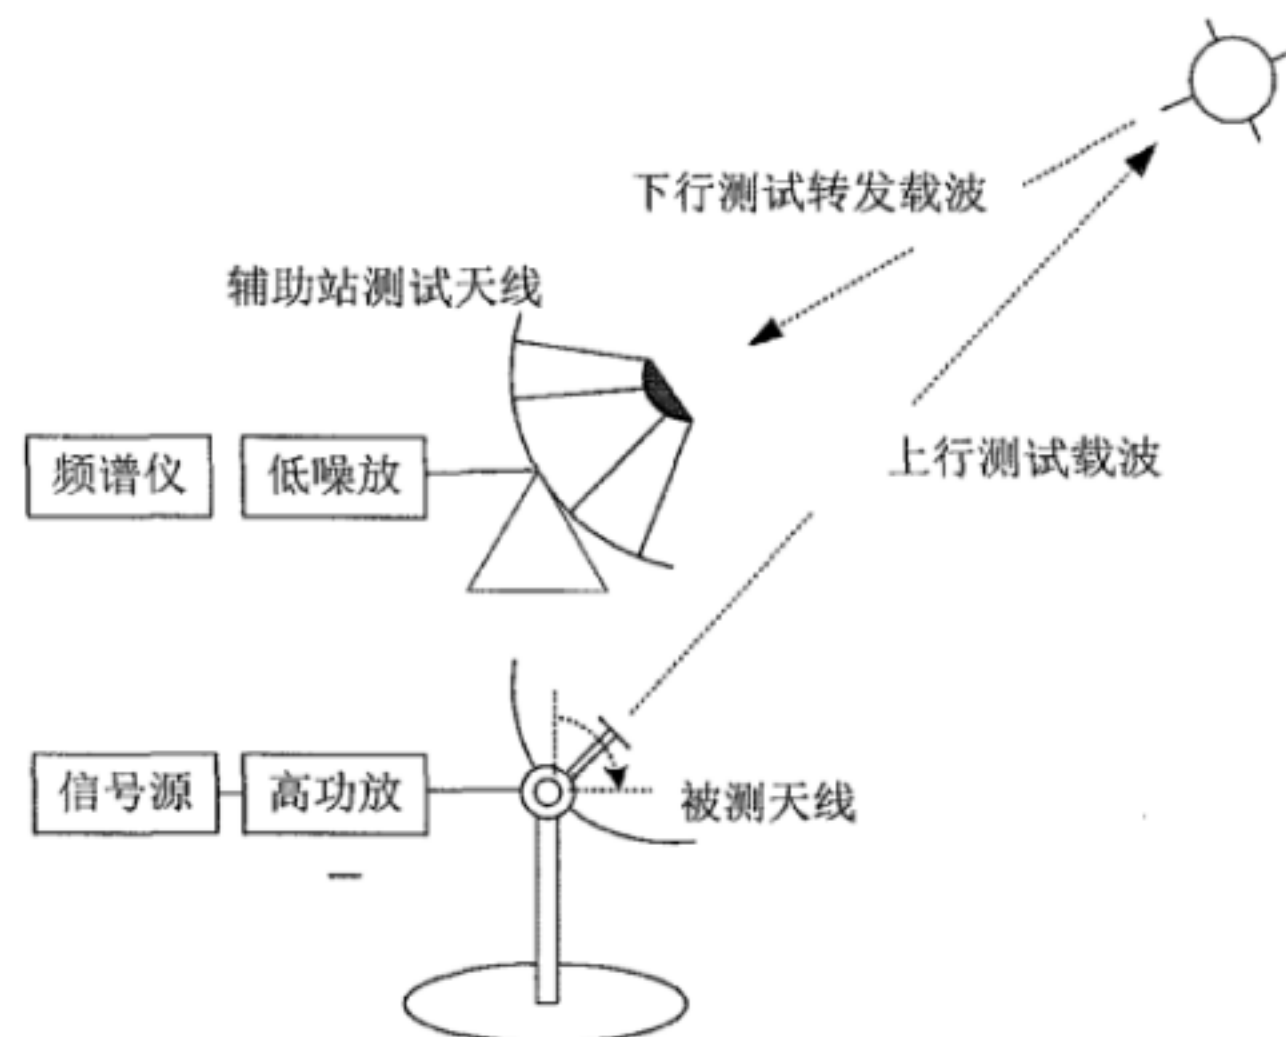 下行测试转发载波
辅助站测试天线
上行测试载波
频谱仪
低噪放
信号源
高功放
被测天线